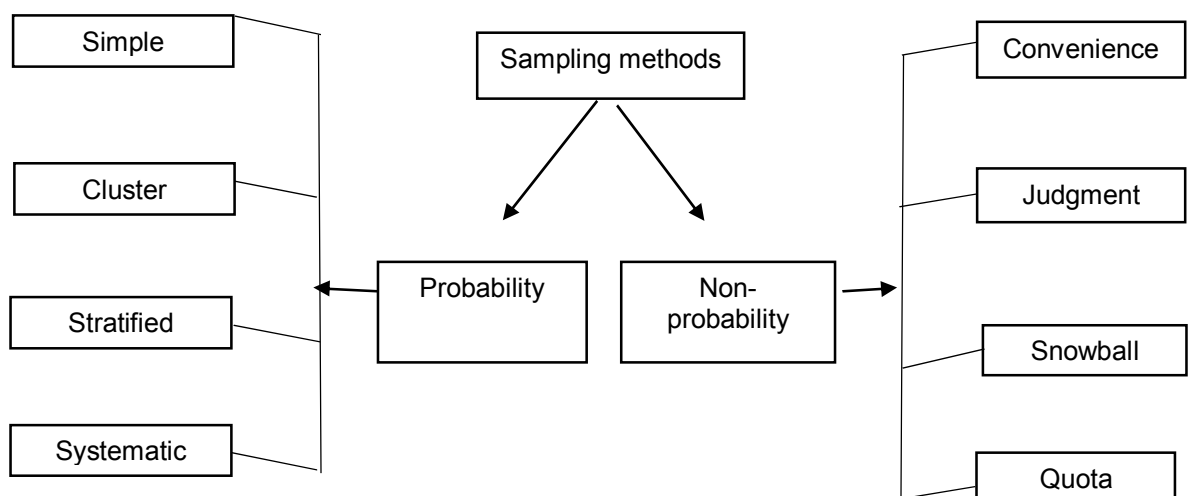 Simple
Sampling methods
Convenience
Cluster
Judgment
Probability
Non-
probability
Stratified
Snowball
Systematic
Quota